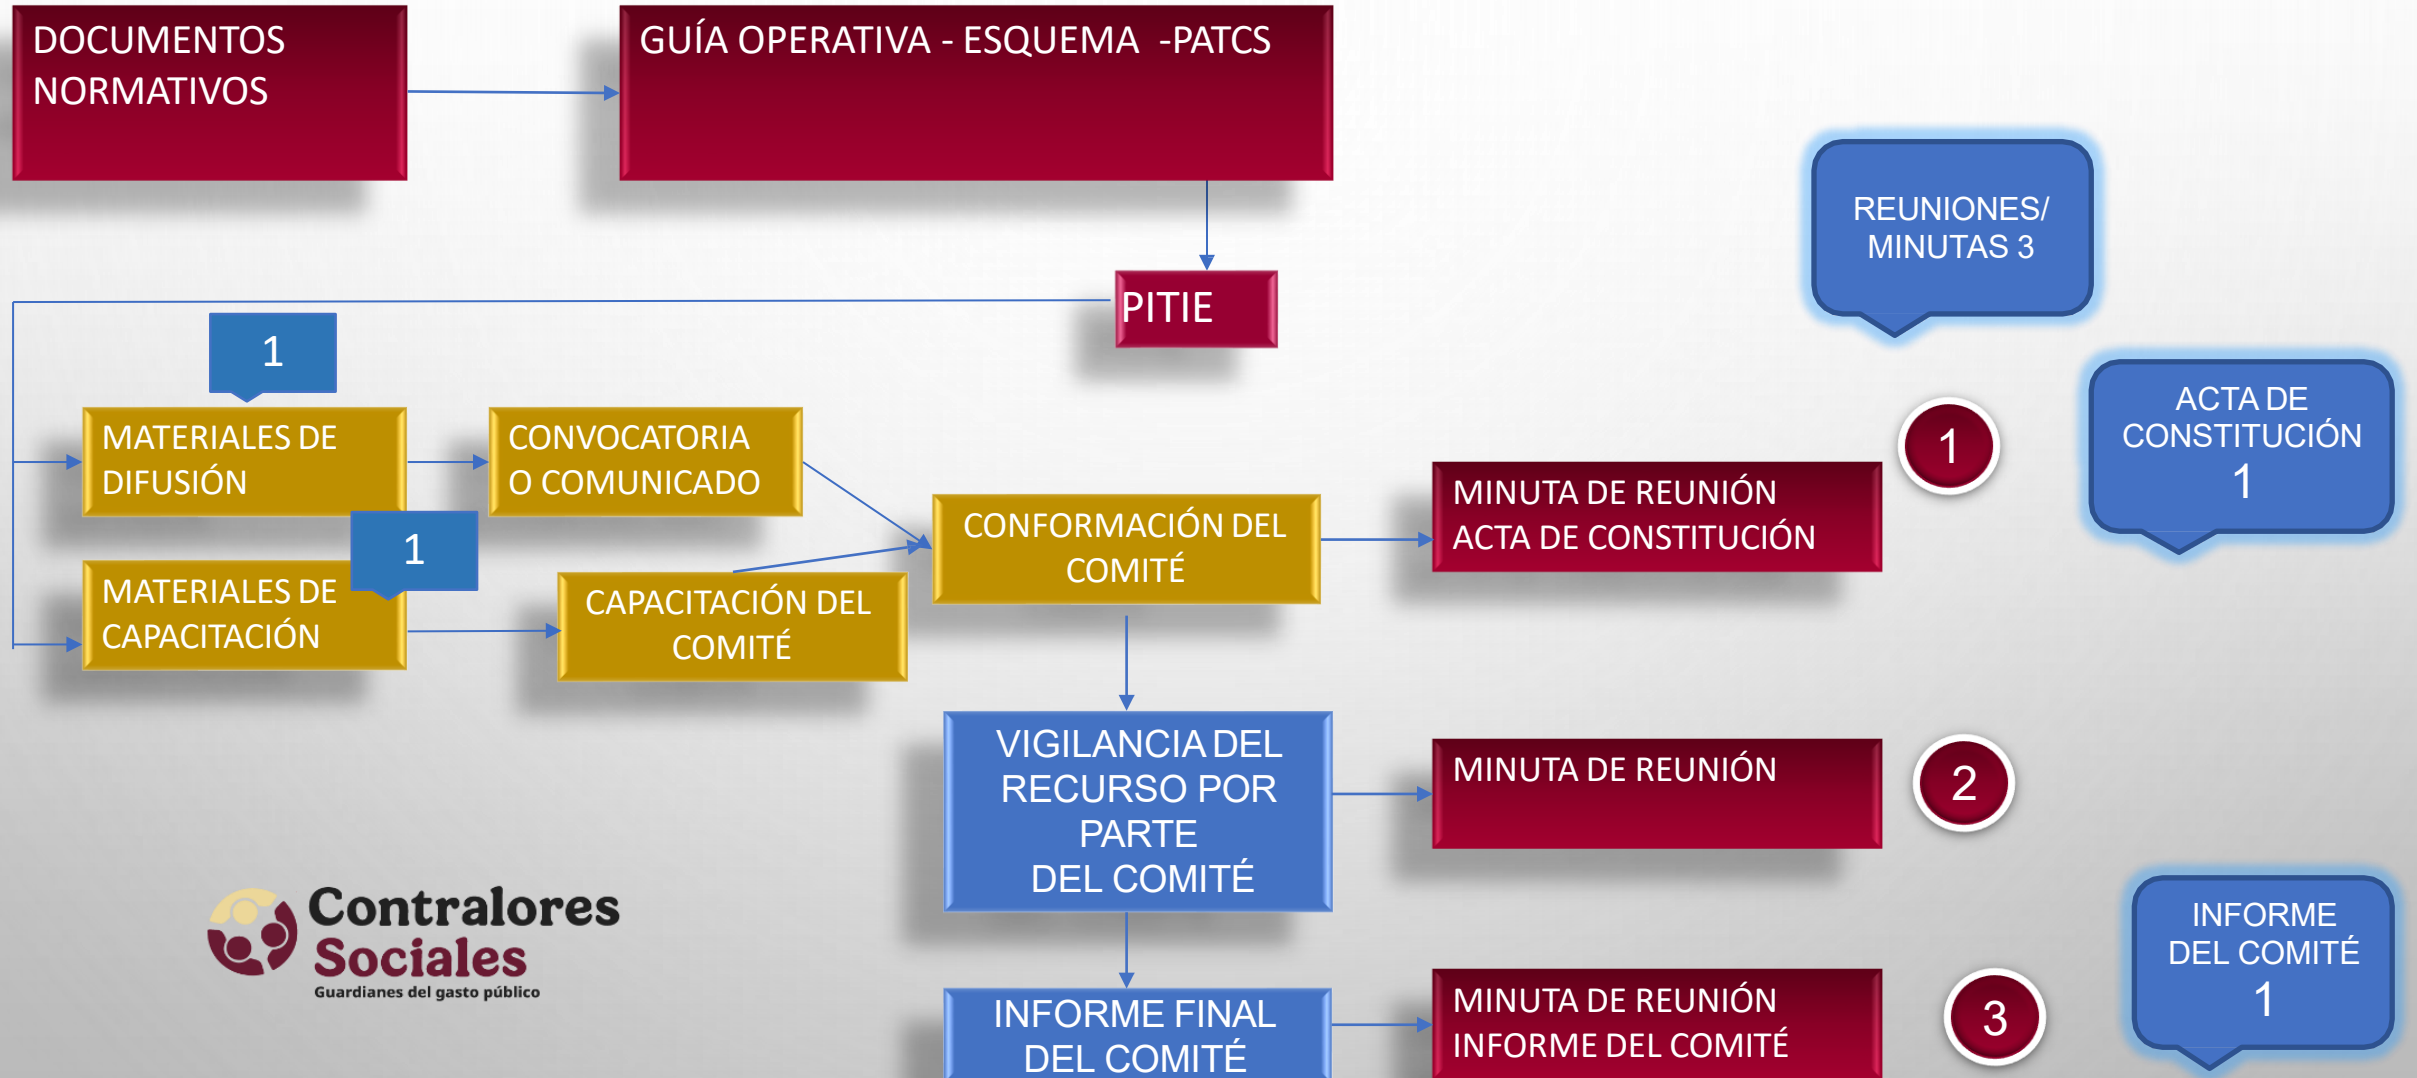 DOCUMENTOS
NORMATIVOS
GUÍA OPERATIVA - ESQUEMA -PATCS
REUNIONES/
MINUTAS 3
PITIE
1
MATERIALES DE
DIFUSIÓN
CONVOCATORIA
O COMUNICADO
1
ACTA DE
CONSTITUCIÓN
1
MINUTA DE REUNIÓN
ACTA DE CONSTITUCIÓN
CONFORMACIÓN DEL
COMITÉ
1
MATERIALES DE
CAPACITACIÓN
CAPACITACIÓN DEL
COMITÉ
VIGILANCIA DEL
RECURSO POR
PARTE
DEL COMITÉ
MINUTA DE REUNIÓN
2
Contralores
Sociales
Guardianes del gasto público
INFORME FINAL
DEL COMITÉ
MINUTA DE REUNIÓN
INFORME DEL COMITÉ
3
INFORME
DEL COMITÉ
1